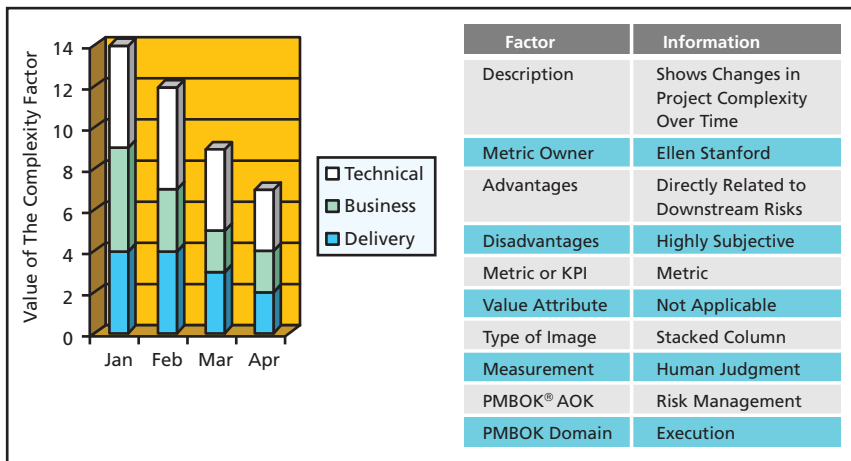 Value of The Complexity Factor
14
12
10
8
6
4
2
0
Jan Feb Mar Apr
Technical
Business
Delivery
Factor Information
Description Shows Changes in
Project Complexity
Over Time
Metric Owner Ellen Stanford
Advantages Directly Related to
Downstream Risks
Disadvantages Highly Subjective
Metric or KPI Metric
Value Attribute Not Applicable
Type of Image Stacked Column
Measurement Human Judgment
PMBOK® AOK Risk Management
PMBOK Domain Execution